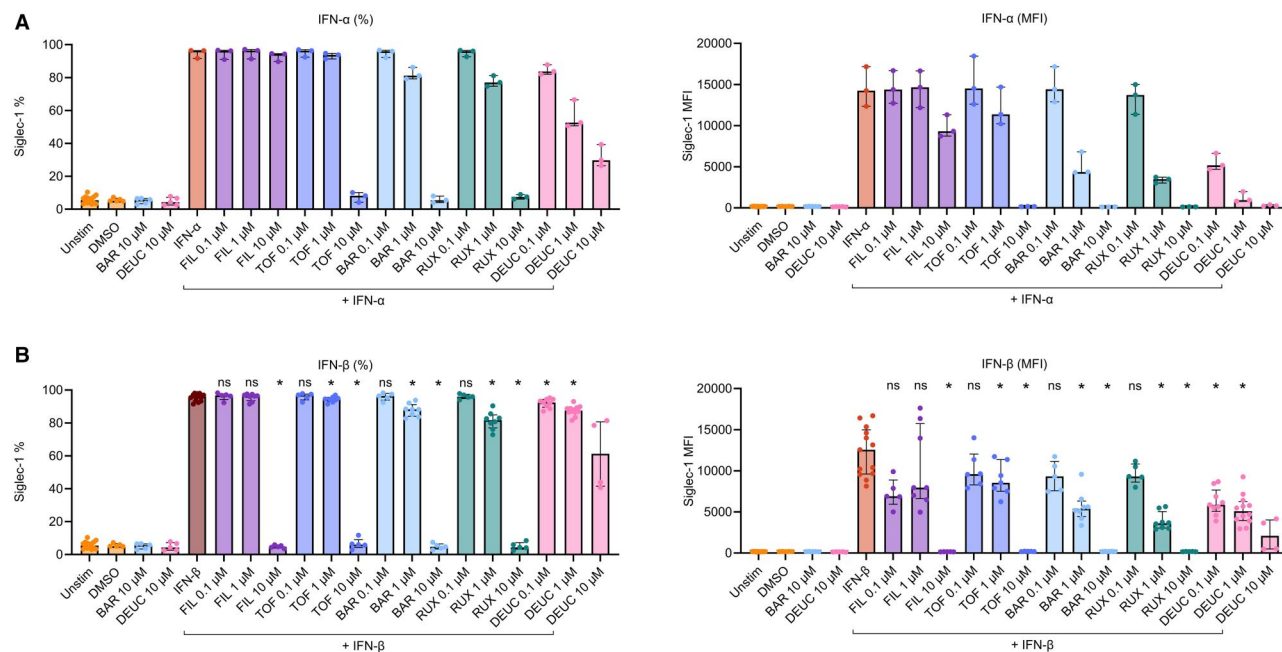 A
IFN-α (%)
Siglec-1 %
100
80
60
40
20
0
Unstim
DMSO
BAR 10 µM
DEUC 10 µM
IFN-α
FIL 0.1 µM
FIL 1 µM
FIL 10 µM
TOF 0.1 µM
TOF 1 µM
TOF 10 µM
BAR 0.1 µM
BAR 1 µM
BAR 10 µM
RUX 0.1 µM
RUX 1 µM
RUX 10 µM
DEUC 0.1 µM
DEUC 1 µM
DEUC 10 µM
+ IFN-α
IFN-α (MFI)
Siglec-1 MFI
20000
15000
10000
5000
0
Unstim
DMSO
BAR 10 µM
DEUC 10 µM
IFN-α
FIL 0.1 µM
FIL 1 µM
FIL 10 µM
TOF 0.1 µM
TOF 1 µM
TOF 10 µM
BAR 0.1 µM
BAR 1 µM
BAR 10 µM
RUX 0.1 µM
RUX 1 µM
RUX 10 µM
DEUC 0.1 µM
DEUC 1 µM
DEUC 10 µM
+ IFN-α
B
IFN-β (%)
ns ns * ns * * ns * * ns * * * *
Siglec-1 %
100
80
60
40
20
0
Unstim
DMSO
BAR 10 µM
DEUC 10 µM
IFN-β
FIL 0.1 µM
FIL 1 µM
FIL 10 µM
TOF 0.1 µM
TOF 1 µM
TOF 10 µM
BAR 0.1 µM
BAR 1 µM
BAR 10 µM
RUX 0.1 µM
RUX 1 µM
RUX 10 µM
DEUC 0.1 µM
DEUC 1 µM
DEUC 10 µM
+ IFN-β
IFN-β (MFI)
ns ns * ns * * ns * * ns * * * *
Siglec-1 MFI
20000
15000
10000
5000
0
Unstim
DMSO
BAR 10 µM
DEUC 10 µM
IFN-β
FIL 0.1 µM
FIL 1 µM
FIL 10 µM
TOF 0.1 µM
TOF 1 µM
TOF 10 µM
BAR 0.1 µM
BAR 1 µM
BAR 10 µM
RUX 0.1 µM
RUX 1 µM
RUX 10 µM
DEUC 0.1 µM
DEUC 1 µM
DEUC 10 µM
+ IFN-β